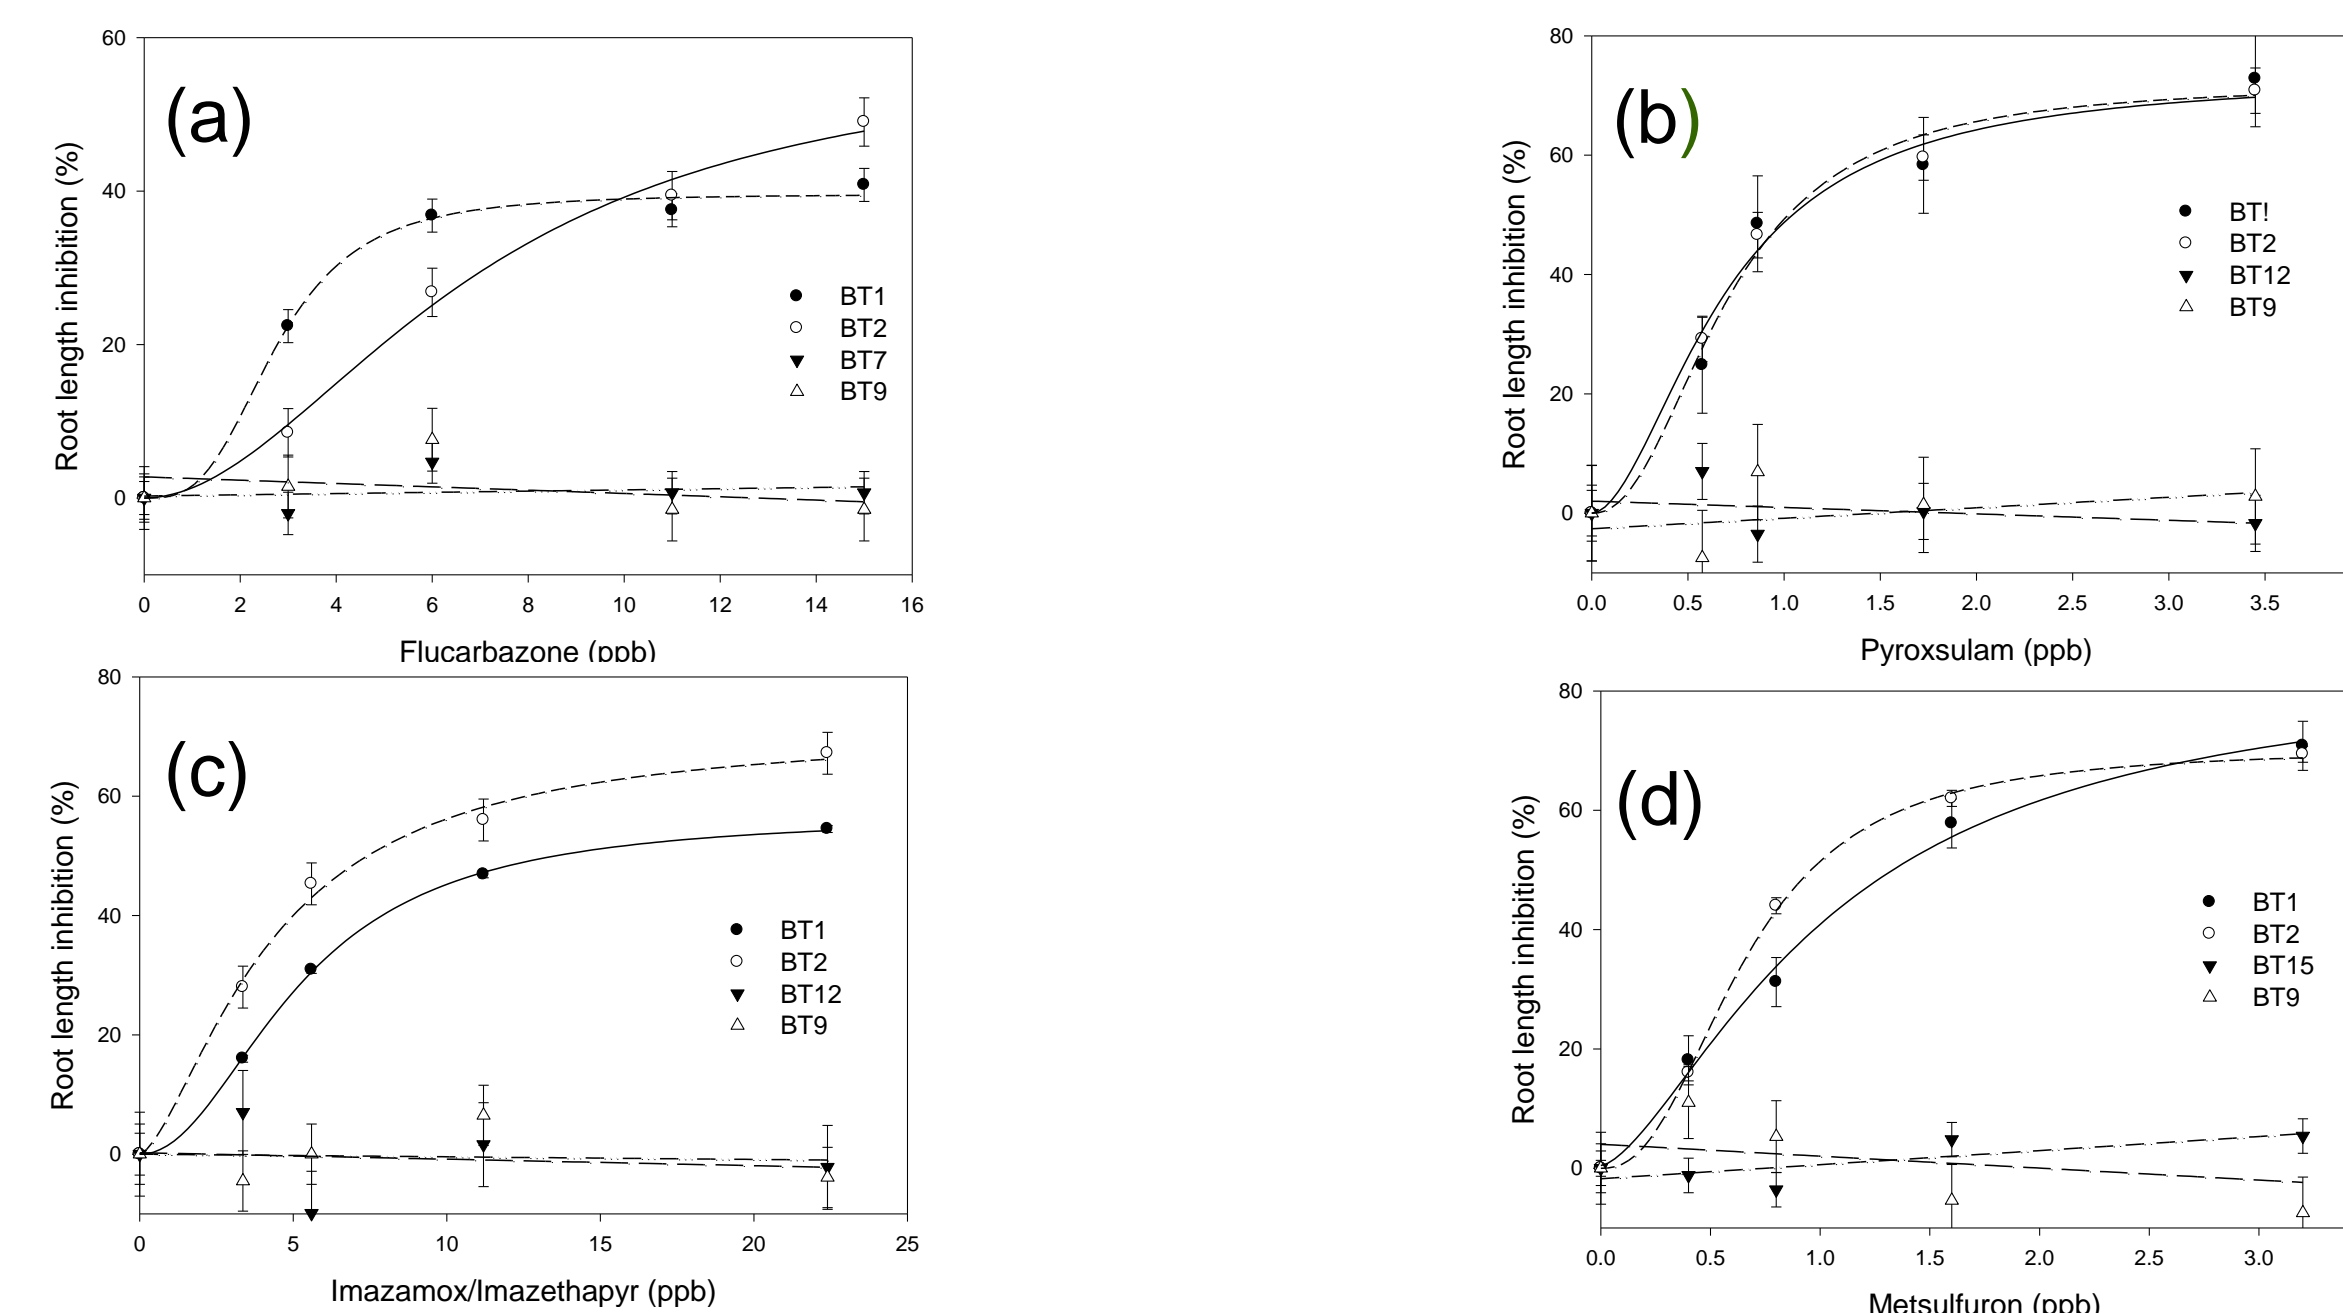 60
40
20
0
Root length inhibition (%)
(a)
BT1
BT2
BT7
BT9
0 2 4 6 8 10 12 14 16
Flucarbazone (ppb)
80
60
40
20
0
Root length inhibition (%)
(b)
BT!
BT2
BT12
BT9
0.0 0.5 1.0 1.5 2.0 2.5 3.0 3.5
Pyroxsulam (ppb)
80
60
40
20
0
Root length inhibition (%)
(c)
BT1
BT2
BT12
BT9
0 5 10 15 20 25
Imazamox/Imazethapyr (ppb)
80
60
40
20
0
Root length inhibition (%)
(d)
BT1
BT2
BT15
BT9
0.0 0.5 1.0 1.5 2.0 2.5 3.0
Metsulfuron (ppb)